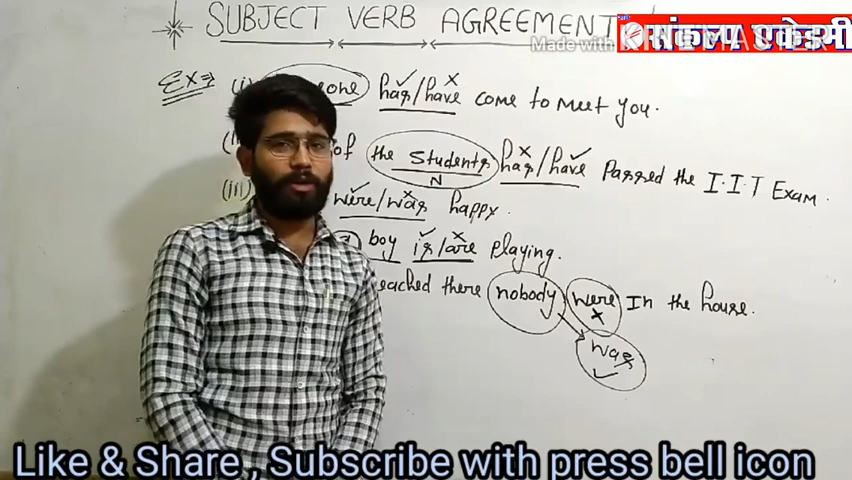 SUBJECT VERB AGREEMENT
संकल्प एकेडमी
Made with KINEMASTER
Ex⇒ (i) one has/have come to meet you.
of the students has/have Passed the I.I.T Exam.
N
(iii) were/was happy.
boy is/are playing.
eached there nobody were In the house.
was
Like & Share , Subscribe with press bell icon